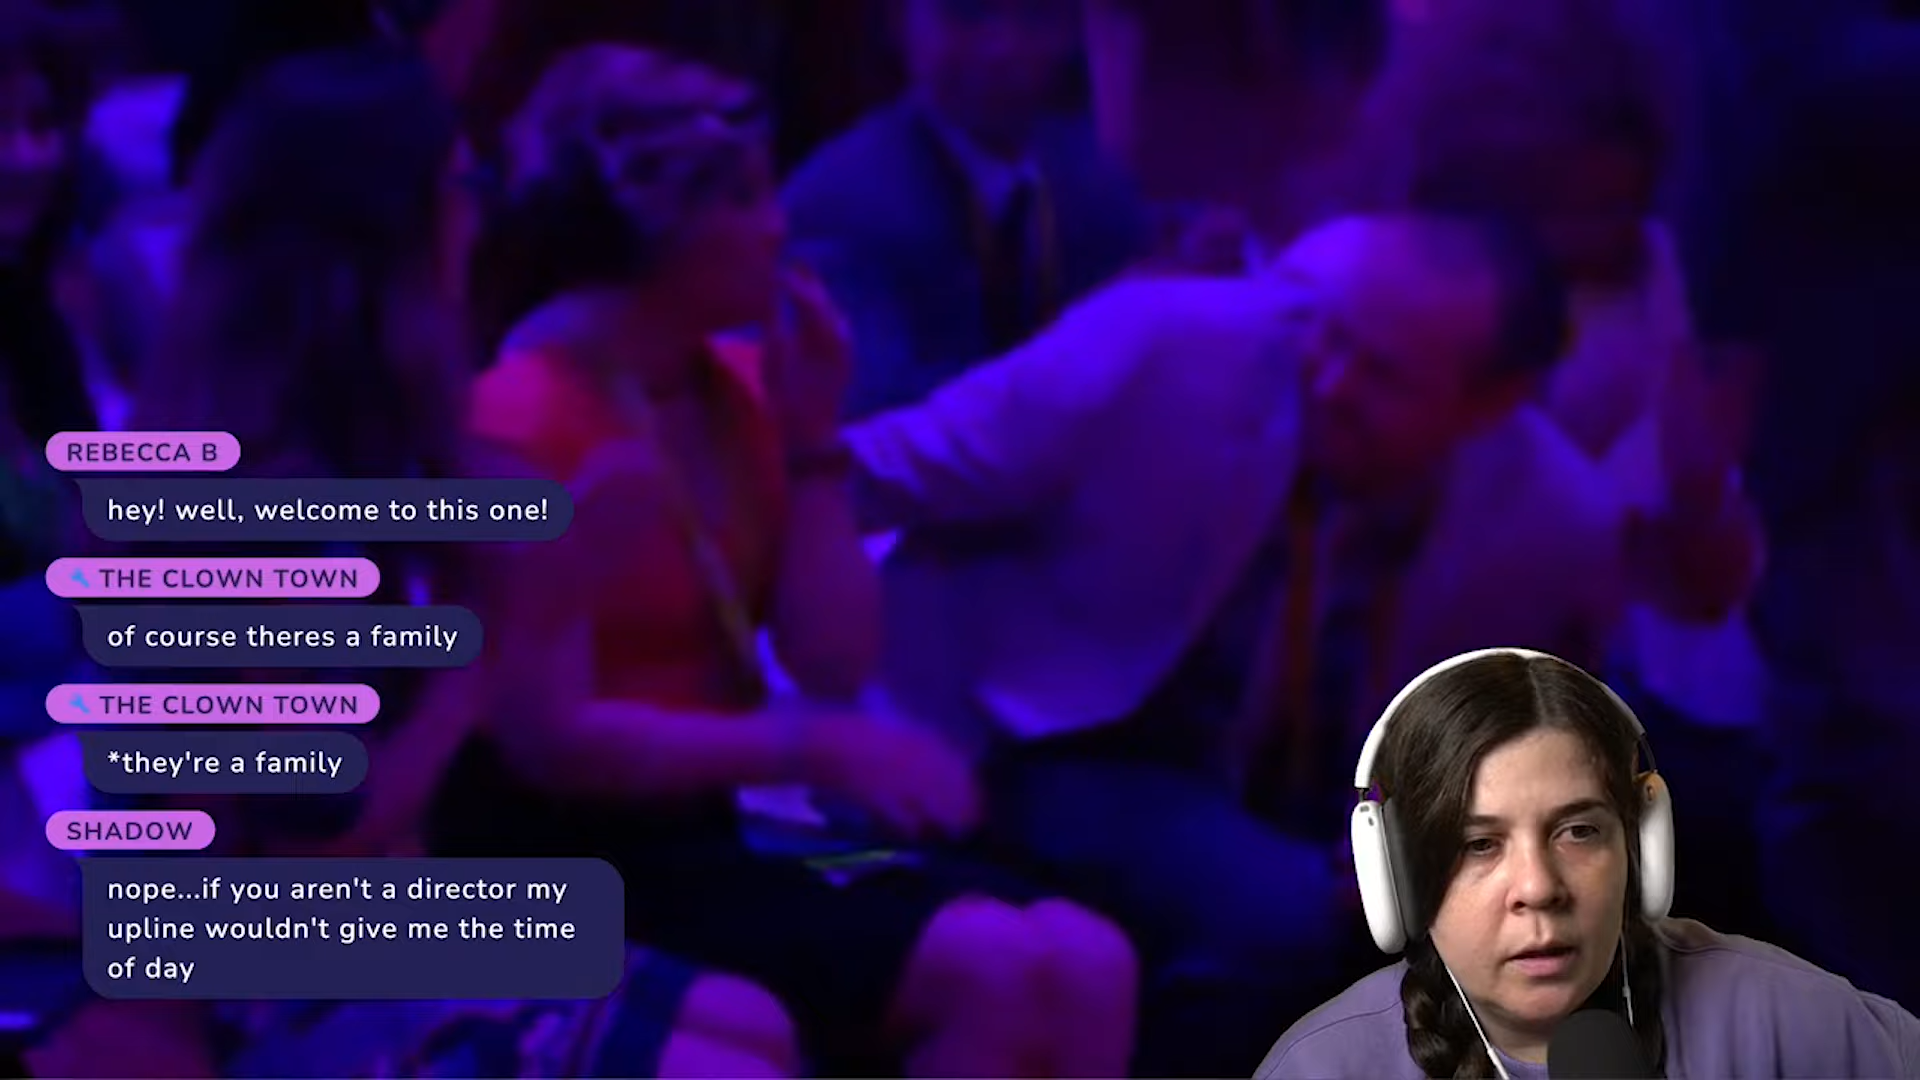 REBECCA B
hey! well, welcome to this one!
THE CLOWN TOWN
of course theres a family
THE CLOWN TOWN
*they're a family
SHADOW
nope...if you aren't a director my
upline wouldn't give me the time
of day